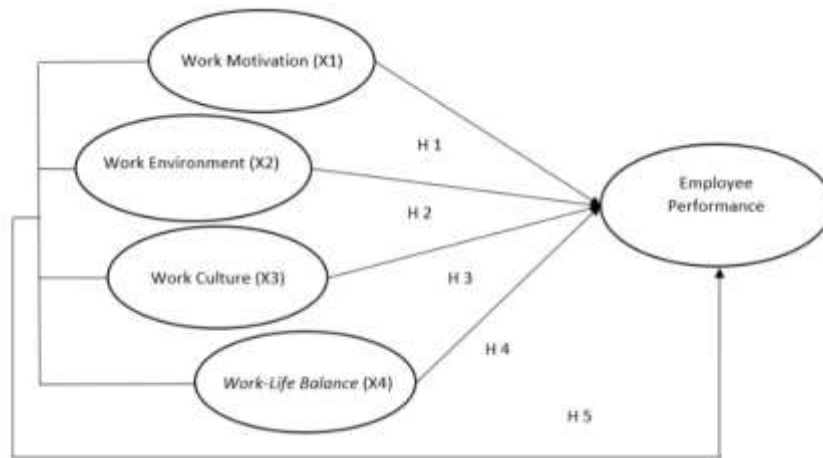 Work Motivation (X1)
H 1
Work Environment (X2)
Employee
Performance
H 2
Work Culture (X3)
H 3
H 4
Work-Life Balance (X4)
H 5